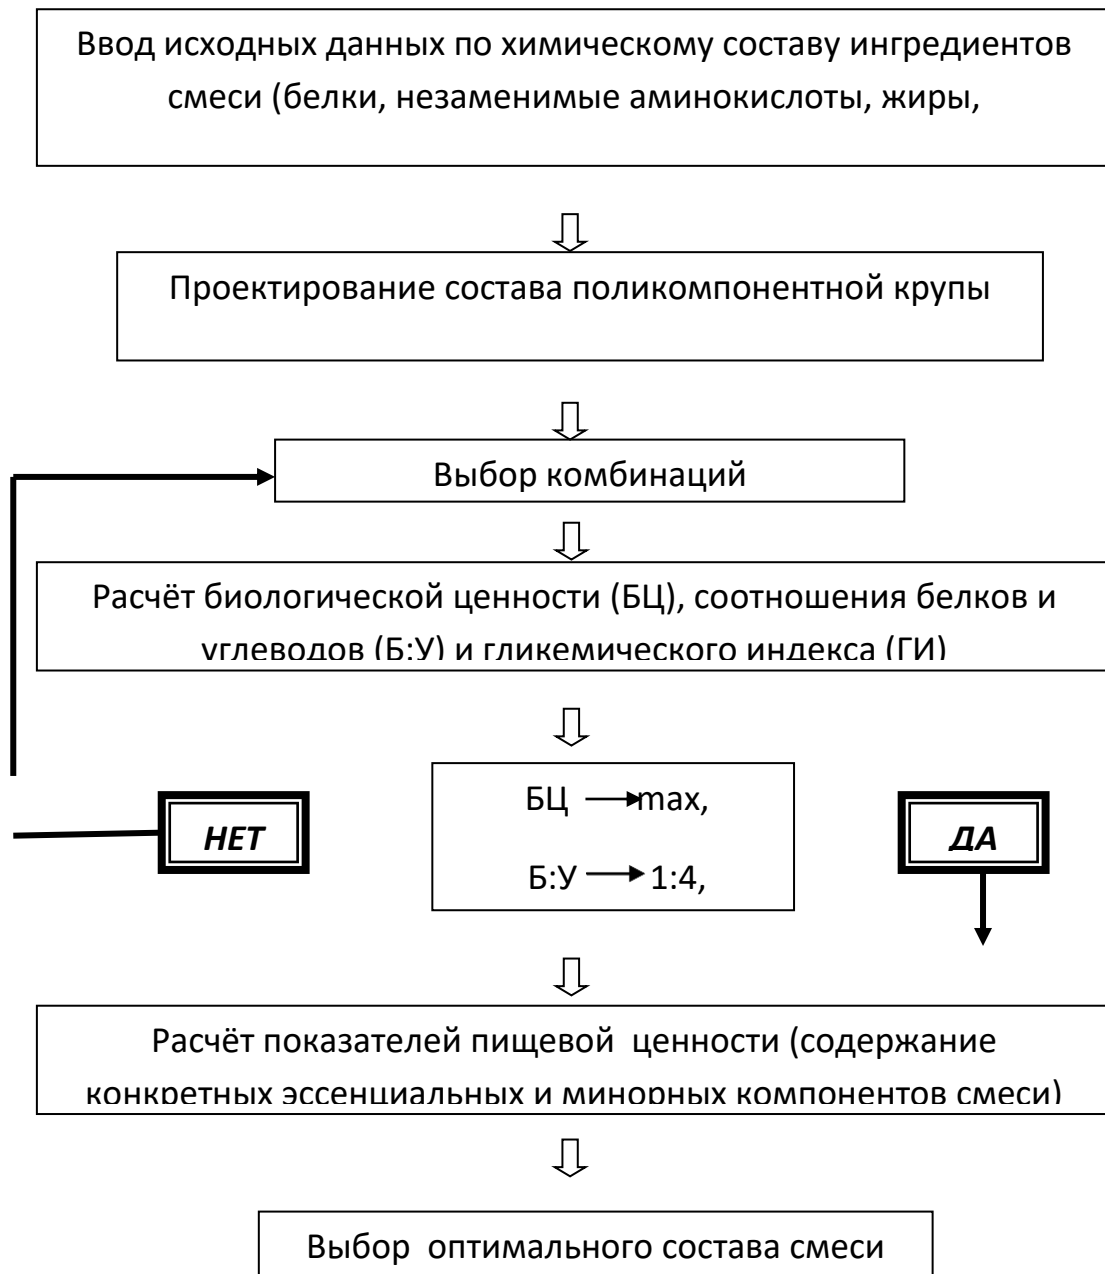 Ввод исходных данных по химическому составу ингредиентов
смеси (белки, незаменимые аминокислоты, жиры,
Проектирование состава поликомпонентной крупы
Выбор комбинаций
Расчёт биологической ценности (БЦ), соотношения белков и
углеводов (Б:У) и гликемического индекса (ГИ)
БЦ → max,
НЕТ
ДА
Б:У → 1:4,
Расчёт показателей пищевой ценности (содержание
конкретных эссенциальных и минорных компонентов смеси)
Выбор оптимального состава смеси